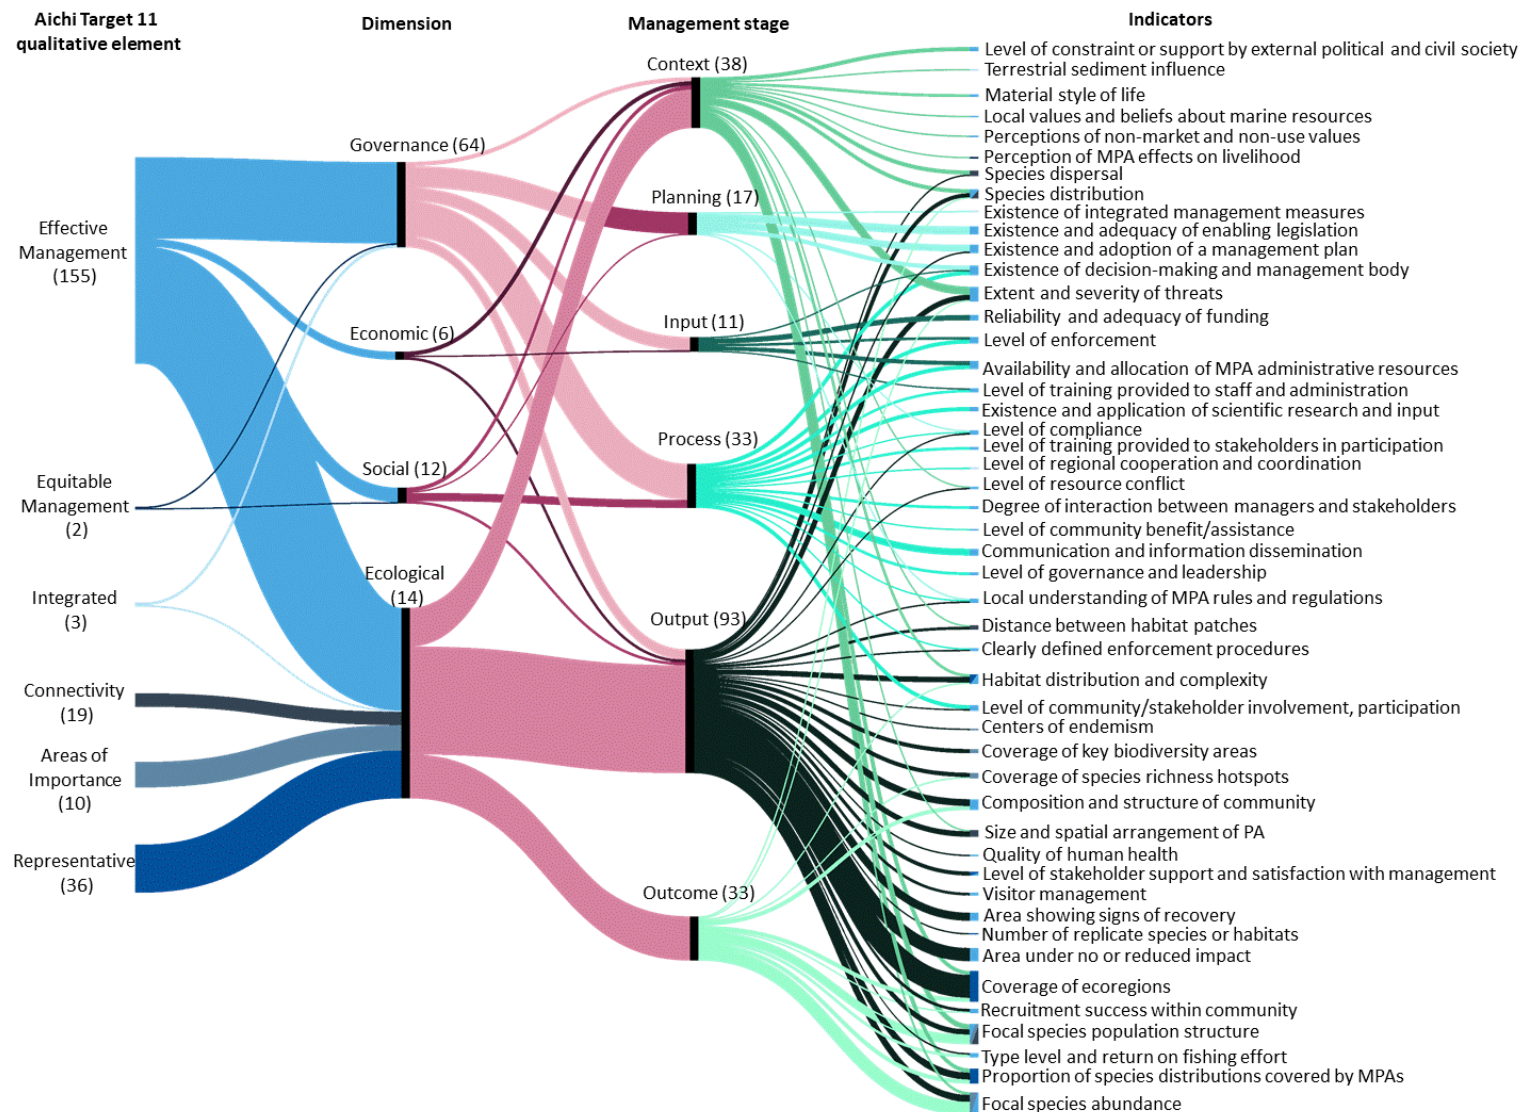 Aichi Target 11
qualitative element
Dimension
Management stage
Indicators
Effective
Management
(155)
Equitable
Management
(2)
Integrated
(3)
Connectivity
(19)
Areas of
Importance
(10)
Representative
(36)
Governance (64)
Economic (6)
Social (12)
Ecological
(14)
Context (38)
Planning (17)
Input (11)
Process (33)
Output (93)
Outcome (33)
Level of constraint or support by external political and civil society
Terrestrial sediment influence
Material style of life
Local values and beliefs about marine resources
Perceptions of non-market and non-use values
Perception of MPA effects on livelihood
Species dispersal
Species distribution
Existence of integrated management measures
Existence and adequacy of enabling legislation
Existence and adoption of a management plan
Existence of decision-making and management body
Extent and severity of threats
Reliability and adequacy of funding
Level of enforcement
Availability and allocation of MPA administrative resources
Level of training provided to staff and administration
Existence and application of scientific research and input
Level of compliance
Level of training provided to stakeholders in participation
Level of regional cooperation and coordination
Level of resource conflict
Degree of interaction between managers and stakeholders
Level of community benefit/assistance
Communication and information dissemination
Level of governance and leadership
Local understanding of MPA rules and regulations
Distance between habitat patches
Clearly defined enforcement procedures
Habitat distribution and complexity
Level of community/stakeholder involvement, participation
Centers of endemism
Coverage of key biodiversity areas
Coverage of species richness hotspots
Composition and structure of community
Size and spatial arrangement of PA
Quality of human health
Level of stakeholder support and satisfaction with management
Visitor management
Area showing signs of recovery
Number of replicate species or habitats
Area under no or reduced impact
Coverage of ecoregions
Recruitment success within community
Focal species population structure
Type level and return on fishing effort
Proportion of species distributions covered by MPAs
Focal species abundance